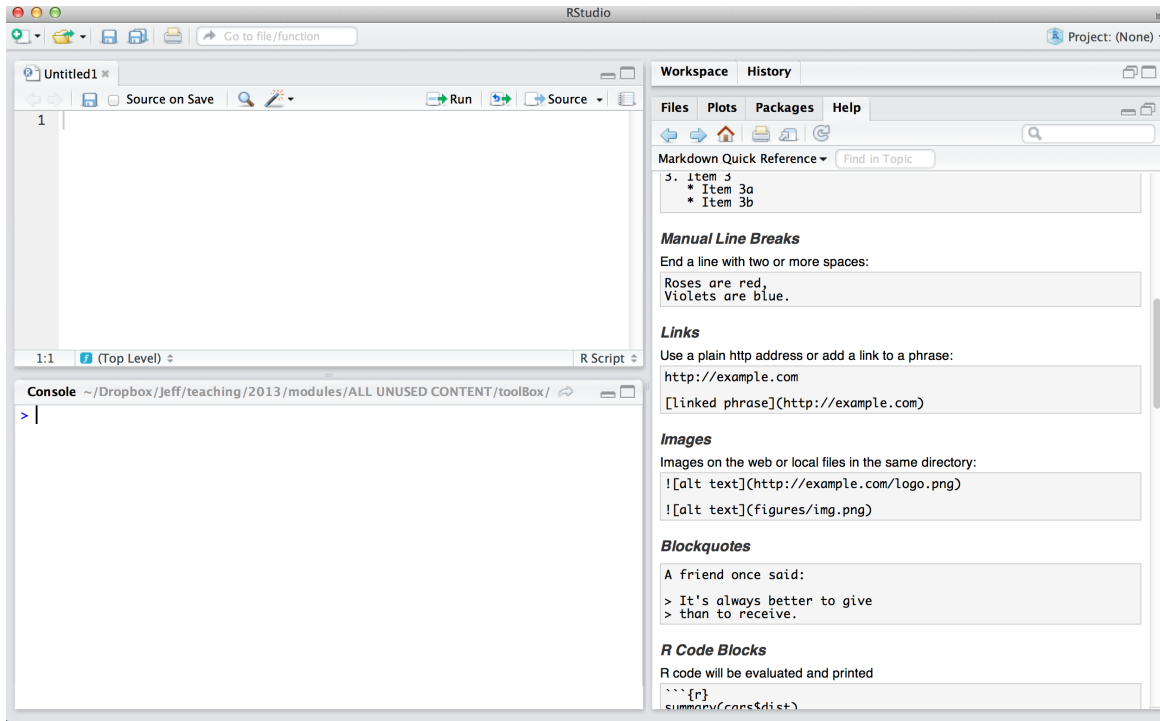 RStudio
Go to file/function
Project: (None)
Untitled1
Source on Save
Run
Source
1
1:1
(Top Level)
R Script
Console ~/Dropbox/Jeff/teaching/2013/modules/ALL UNUSED CONTENT/toolBox/
>
Workspace History
Files Plots Packages Help
Markdown Quick Reference
Find in Topic
3. Item 3
* Item 3a
* Item 3b
Manual Line Breaks
End a line with two or more spaces:
Roses are red,
Violets are blue.
Links
Use a plain http address or add a link to a phrase:
http://example.com
[linked phrase](http://example.com)
Images
Images on the web or local files in the same directory:
![alt text](http://example.com/logo.png)
![alt text](figures/img.png)
Blockquotes
A friend once said:
> It's always better to give
> than to receive.
R Code Blocks
R code will be evaluated and printed
```{r}
summary(cars$dist)